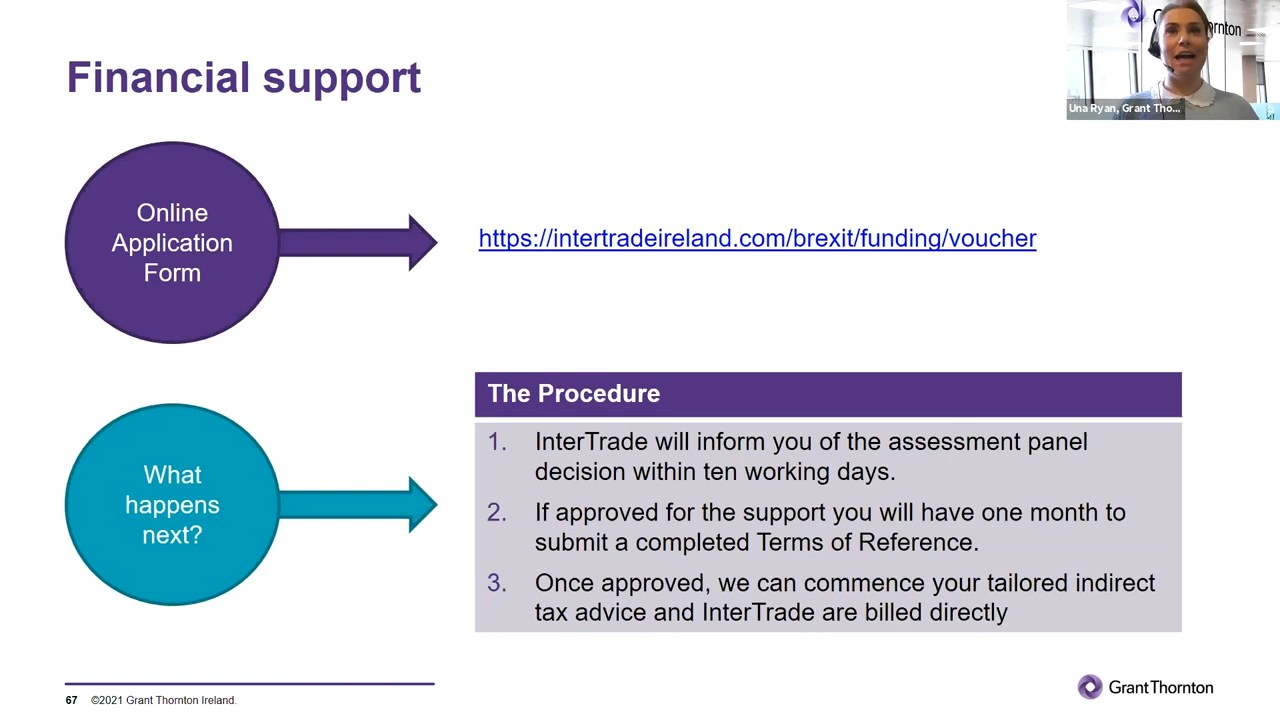 Financial support
rnton
Una Ryan, Grant Tho...
Online
Application
Form
https://intertradeireland.com/brexit/funding/voucher
What
happens
next?
The Procedure
1. InterTrade will inform you of the assessment panel
decision within ten working days.
2. If approved for the support you will have one month to
submit a completed Terms of Reference.
3. Once approved, we can commence your tailored indirect
tax advice and InterTrade are billed directly
67 ©2021 Grant Thornton Ireland.
Grant Thornton